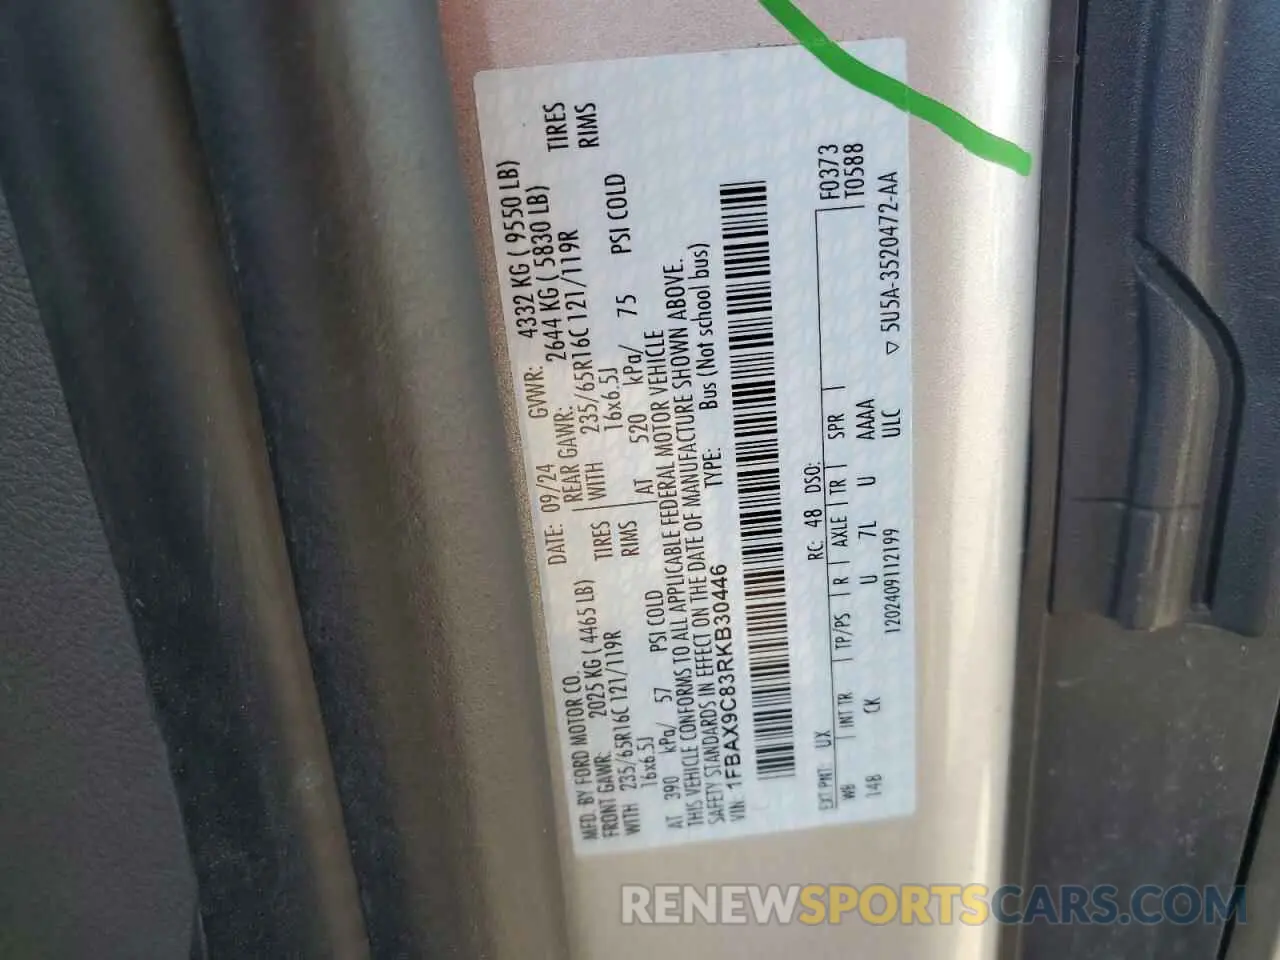 MFD. BY FORD MOTOR CO. DATE: 09/24 GVWR: 4332 KG ( 9550 LB)
FRONT GAWR: 2025 KG ( 4465 LB) REAR GAWR: 2644 KG ( 5830 LB)
WITH 235/65R16C 121/119R TIRES WITH 235/65R16C 121/119R TIRES
16x6.5J RIMS 16x6.5J RIMS
AT 390 kPa/ 57 PSI COLD AT 520 kPa/ 75 PSI COLD
THIS VEHICLE CONFORMS TO ALL APPLICABLE FEDERAL MOTOR VEHICLE
SAFETY STANDARDS IN EFFECT ON THE DATE OF MANUFACTURE SHOWN ABOVE.
VIN: 1FBAX9C83RKB30446 TYPE: Bus (Not school bus)
EXT PNT: UX RC: 48 DSO: F0373
WB INT TR TP/PS R AXLE TR SPR T0588
148 CK U 7L U AAAA
1202409112199 ULC ▽ 5U5A-3520472-AA
RENEWSPORTSCARS.COM